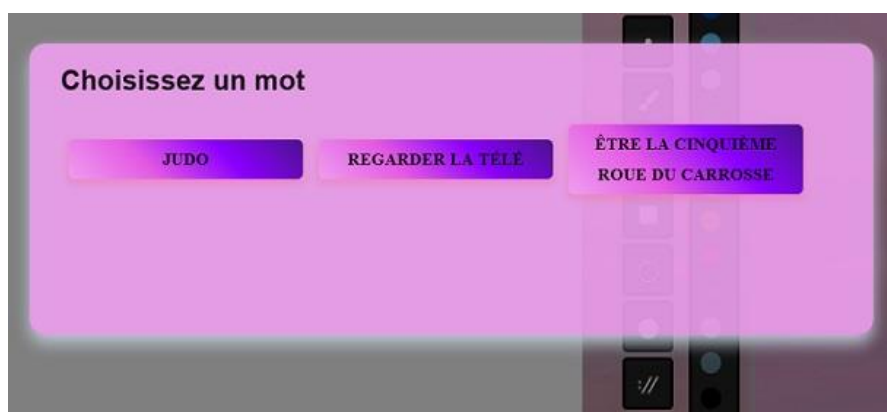 Choisissez un mot
JUDO
REGARDER LA TÉLÉ
ÊTRE LA CINQUIÈME
ROUE DU CARROSSE